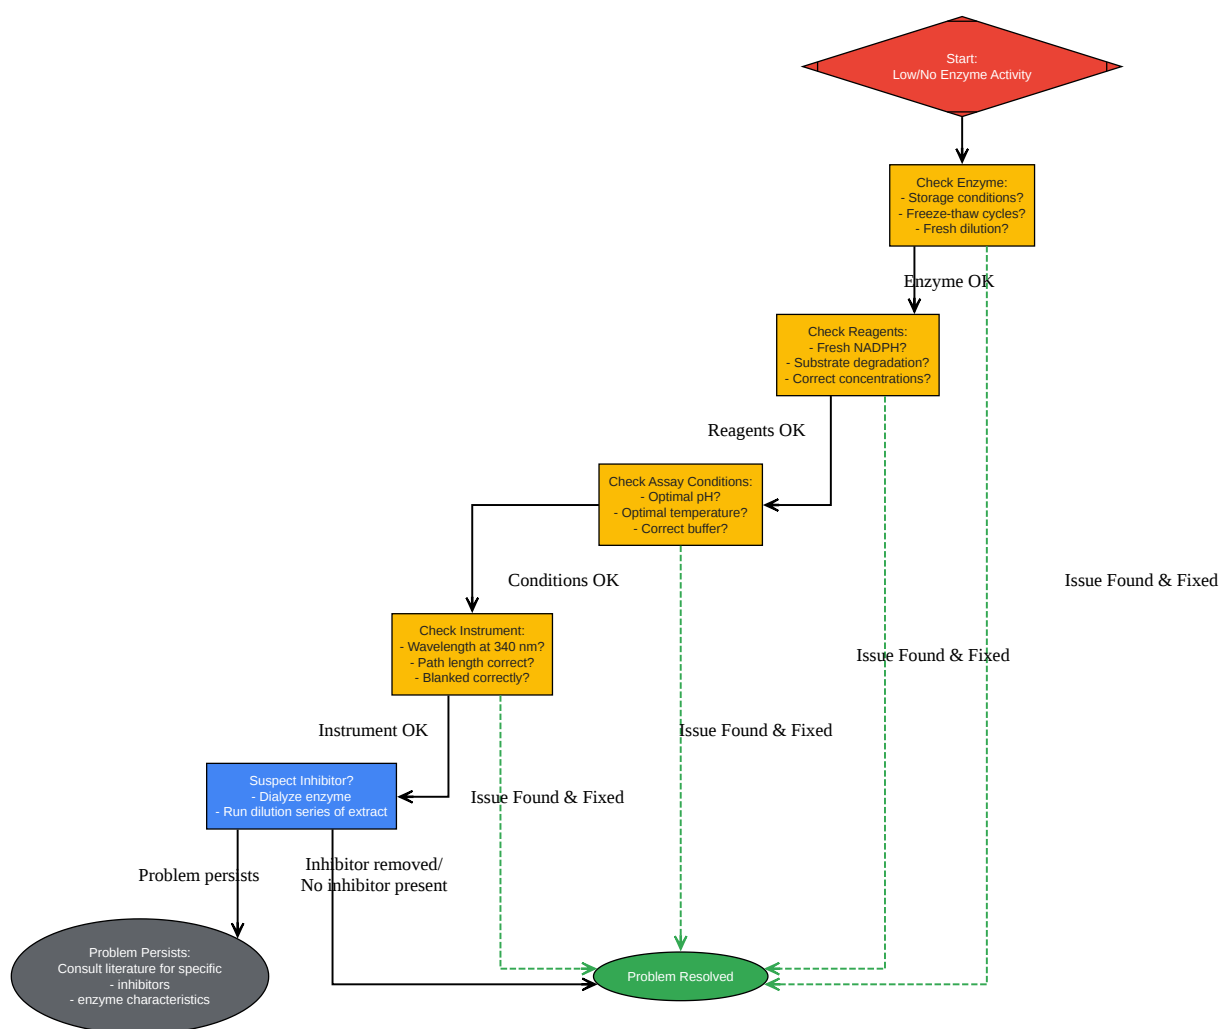 Start:
Low/No Enzyme Activity
Check Enzyme:
- Storage conditions?
- Freeze-thaw cycles?
- Fresh dilution?
Enzyme OK
Check Reagents:
- Fresh NADPH?
- Substrate degradation?
- Correct concentrations?
Reagents OK
Check Assay Conditions:
- Optimal pH?
- Optimal temperature?
- Correct buffer?
Conditions OK
Issue Found & Fixed
Check Instrument:
- Wavelength at 340 nm?
- Path length correct?
- Blanked correctly?
Issue Found & Fixed
Instrument OK
Issue Found & Fixed
Suspect Inhibitor?
- Dialyze enzyme
- Run dilution series of extract
Issue Found & Fixed
Problem persists
Inhibitor removed/
No inhibitor present
Problem Persists:
Consult literature for specific
- inhibitors
- enzyme characteristics
Problem Resolved